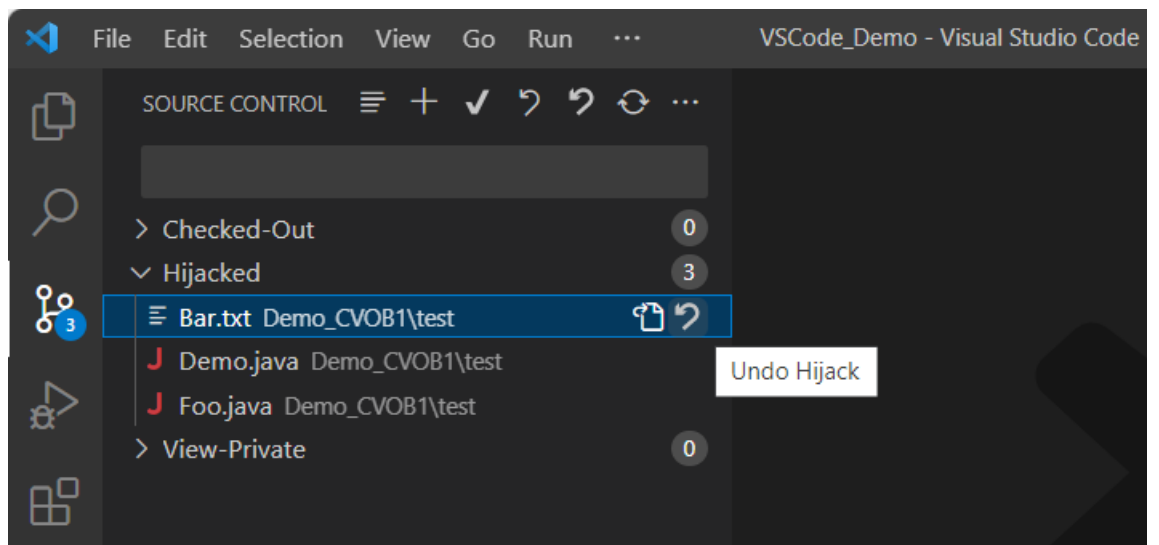 File Edit Selection View Go Run ··· VSCode_Demo - Visual Studio Code
SOURCE CONTROL
Checked-Out 0
Hijacked 3
3
Bar.txt Demo_CVOB1\test
Undo Hijack
J Demo.java Demo_CVOB1\test
J Foo.java Demo_CVOB1\test
View-Private 0